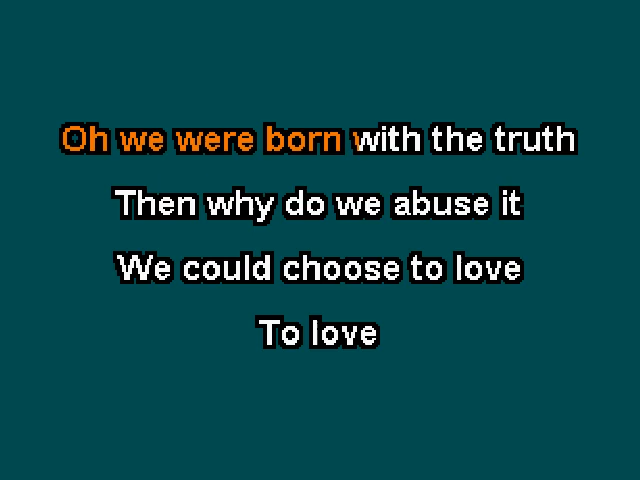 Oh we were born with the truth
Then why do we abuse it
We could choose to love
To love